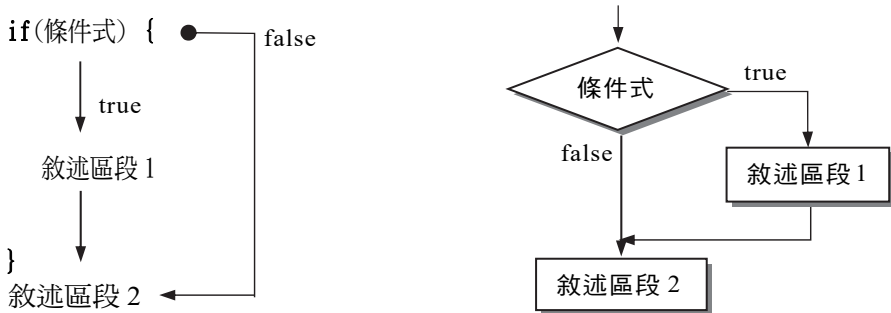 if(條件式) {
false
true
敘述區段 1
}
敘述區段 2
條件式
true
false
敘述區段 1
敘述區段 2